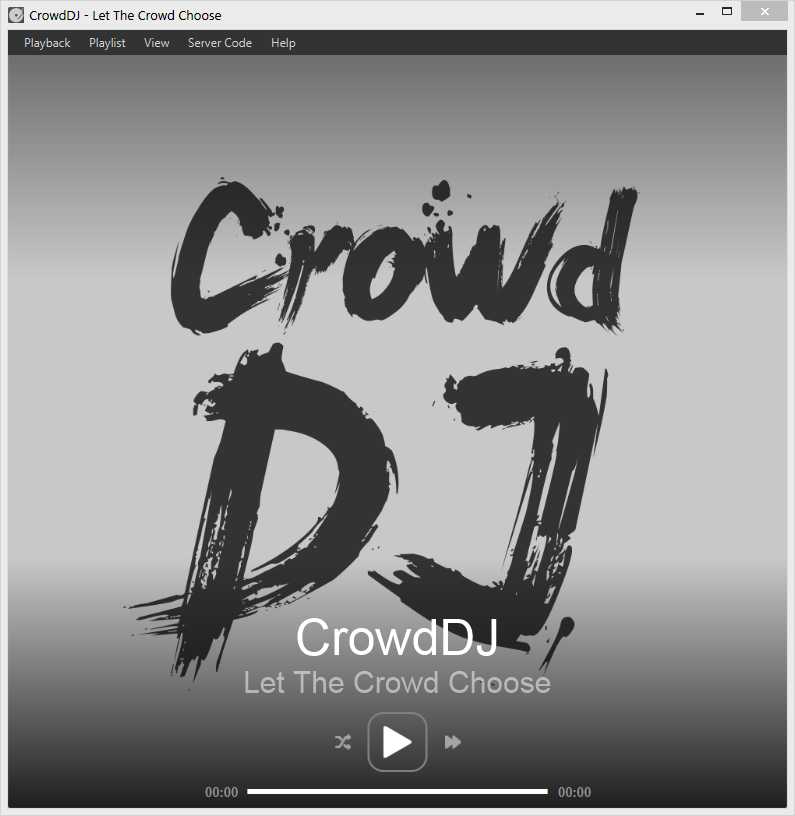 CrowdDJ - Let The Crowd Choose
Playback Playlist View Server Code Help
Crowd
DJ
CrowdDJ
Let The Crowd Choose
00:00 00:00